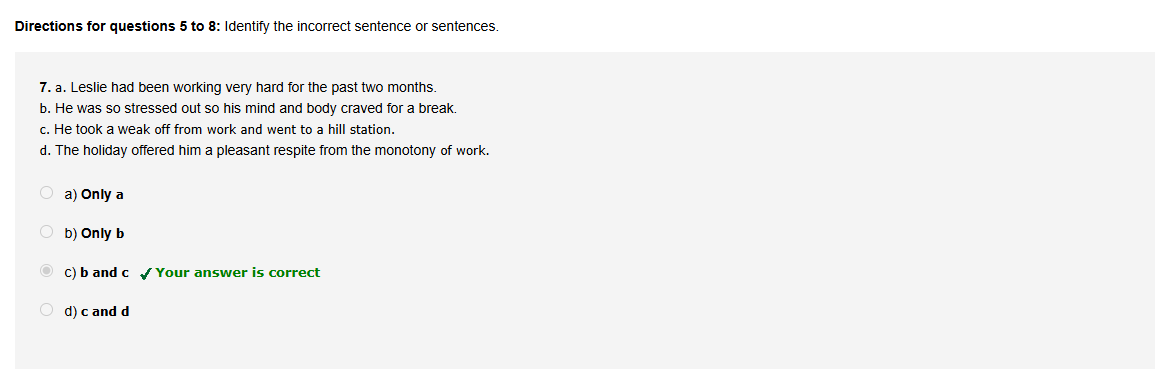 Directions for questions 5 to 8: Identify the incorrect sentence or sentences.
7. a. Leslie had been working very hard for the past two months.
b. He was so stressed out so his mind and body craved for a break.
c. He took a weak off from work and went to a hill station.
d. The holiday offered him a pleasant respite from the monotony of work.
a) Only a
b) Only b
c) b and c ✓ Your answer is correct
d) c and d